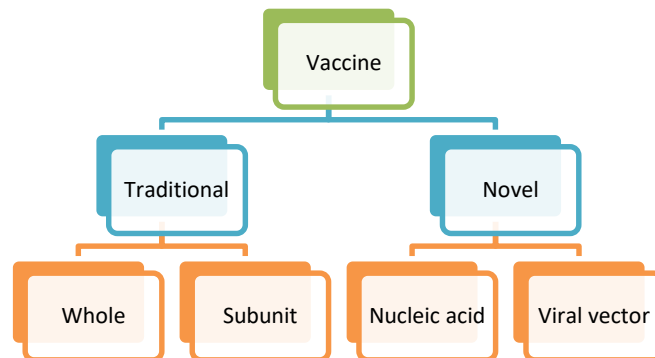 Vaccine
Traditional
Novel
Whole
Subunit
Nucleic acid
Viral vector